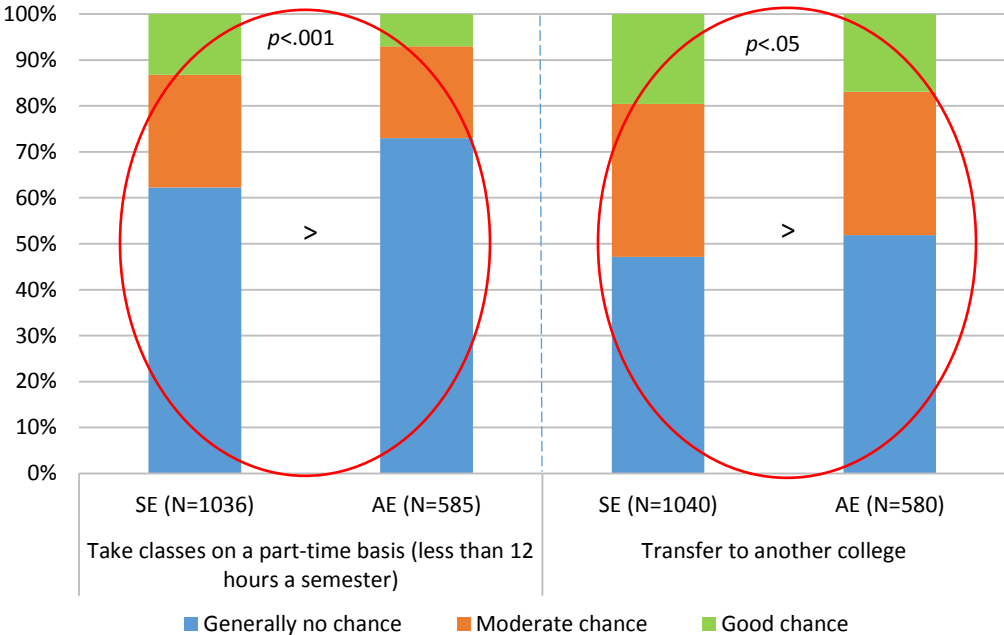 100%
90%
80%
70%
60%
50%
40%
30%
20%
10%
0%
p<.001
p<.05
>
>
SE (N=1036)
AE (N=585)
SE (N=1040)
AE (N=580)
Take classes on a part-time basis (less than 12
hours a semester)
Transfer to another college
Generally no chance
Moderate chance
Good chance